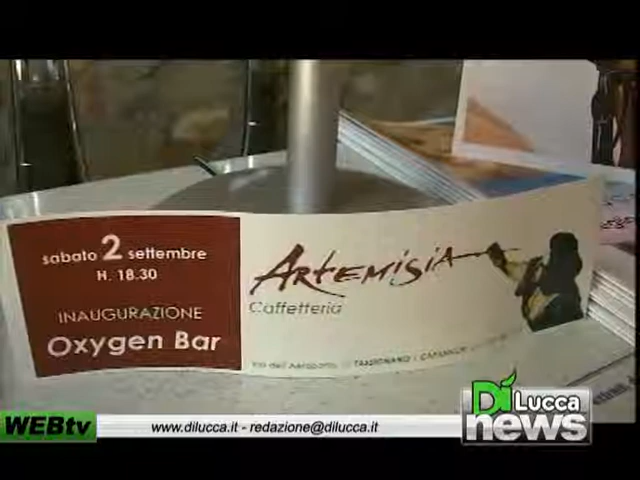 sabato 2 settembre
H. 18.30
INAUGURAZIONE
Oxygen Bar
ARTEMISIA
Caffetteria
TASSIGNANO
WEBtv
www.dilucca.it - redazione@dilucca.it
Di LUCCA
news